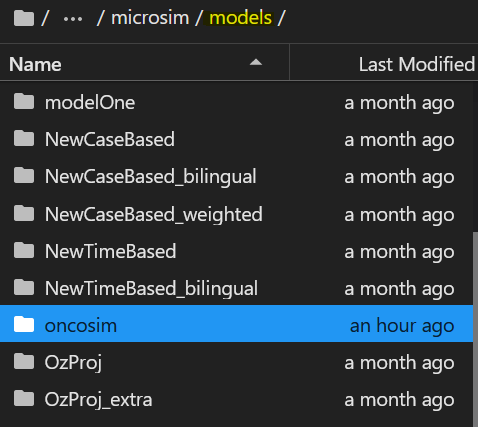 / ... / microsim / models /
Name Last Modified
modelOne a month ago
NewCaseBased a month ago
NewCaseBased_bilingual a month ago
NewCaseBased_weighted a month ago
NewTimeBased a month ago
NewTimeBased_bilingual a month ago
oncosim an hour ago
OzProj a month ago
OzProj_extra a month ago